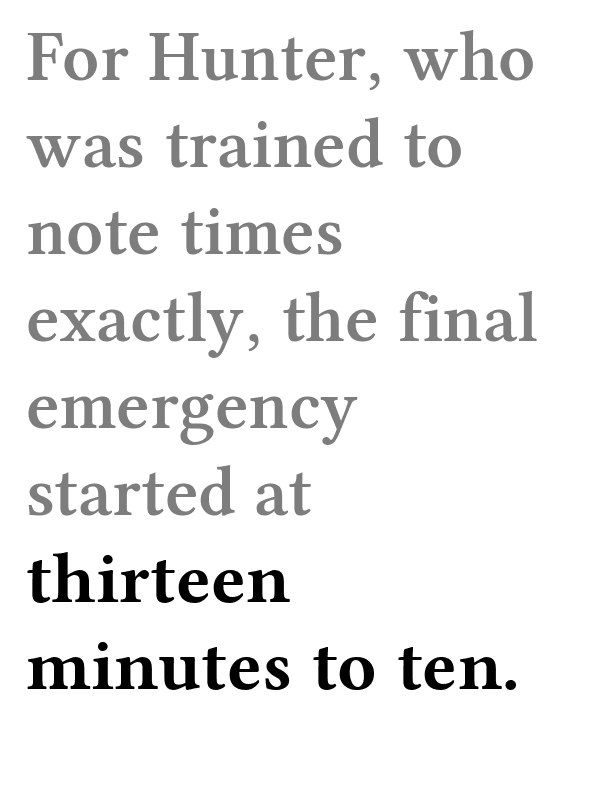 For Hunter, who
was trained to
note times
exactly, the final
emergency
started at
thirteen
minutes to ten.